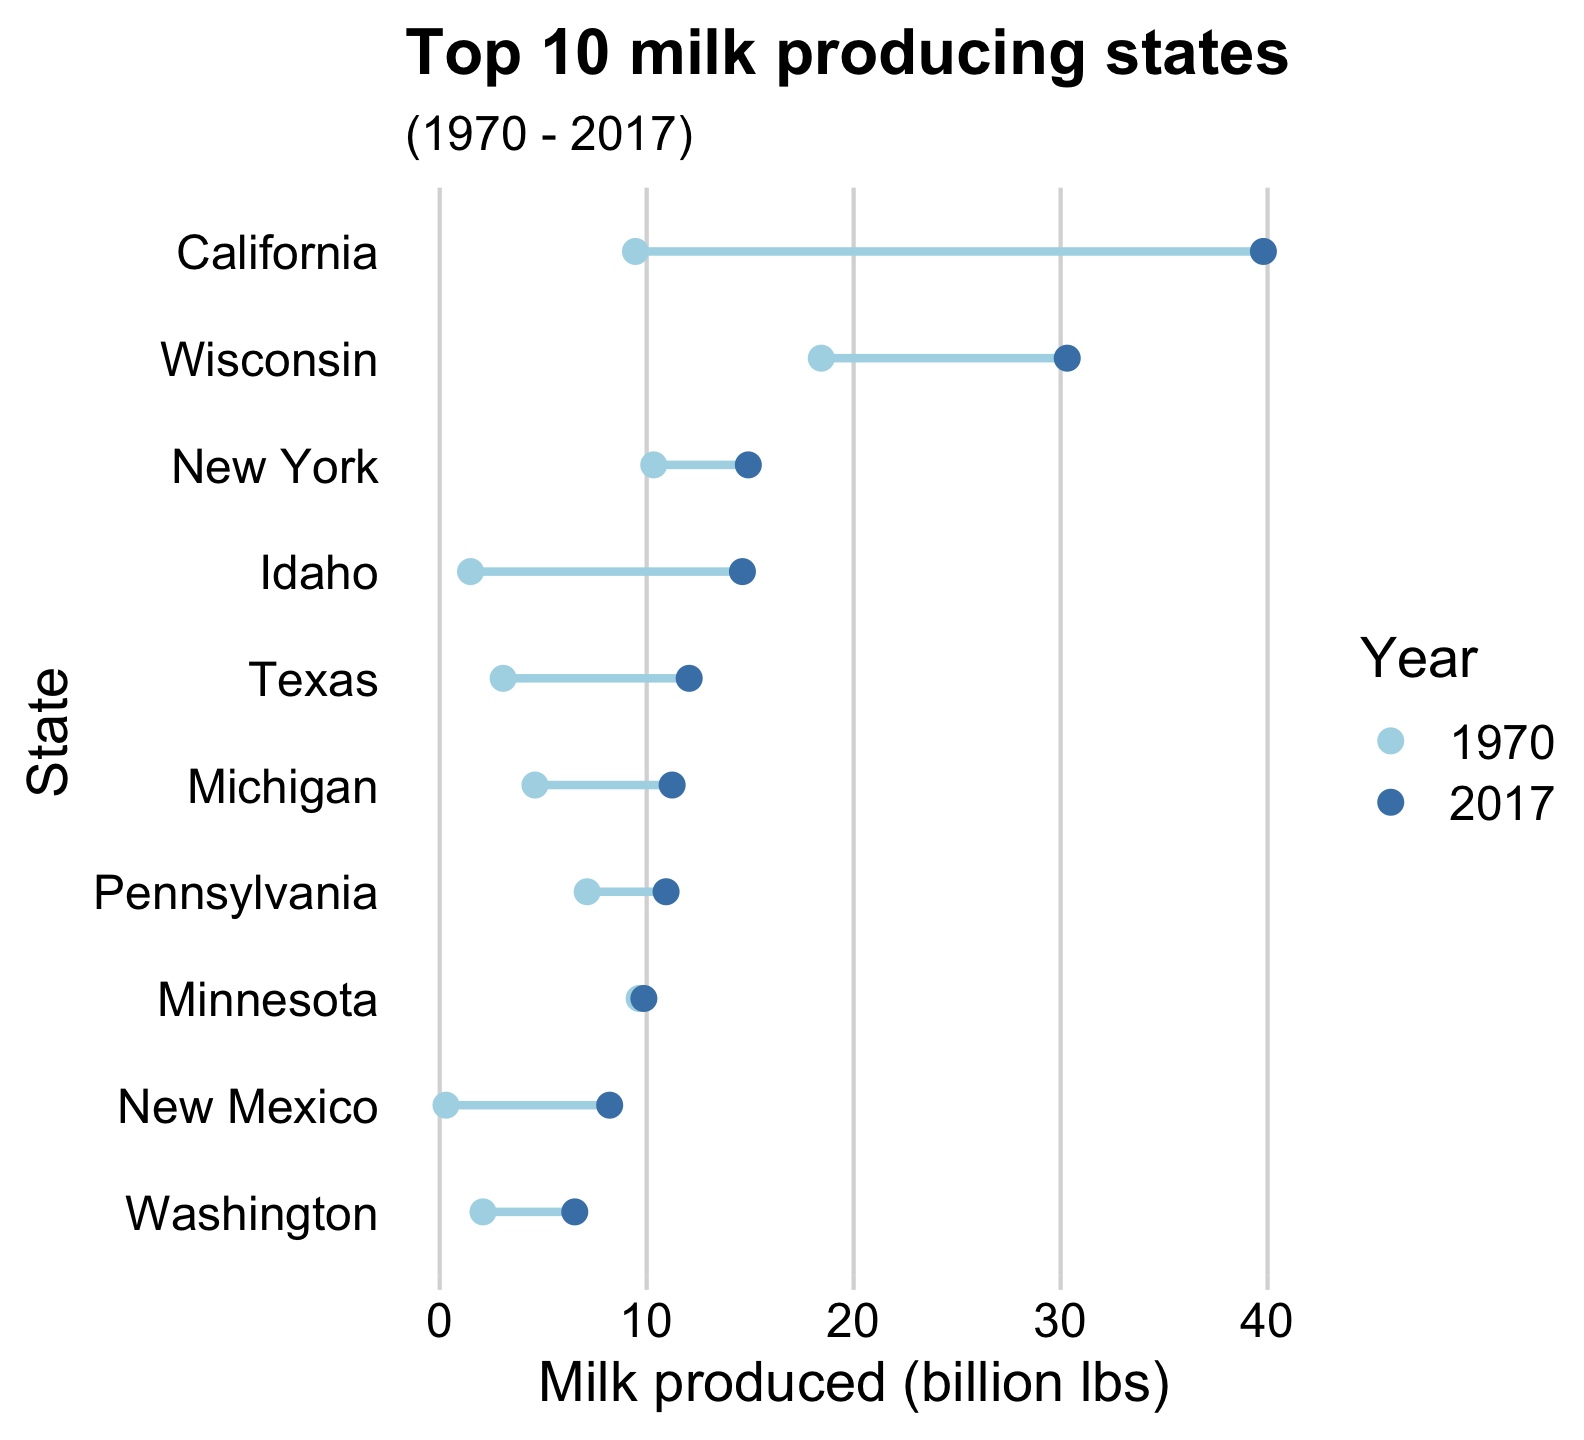 Top 10 milk producing states
(1970 - 2017)
California
Wisconsin
New York
Idaho
Texas
Michigan
Pennsylvania
Minnesota
New Mexico
Washington
State
0 10 20 30 40
Milk produced (billion lbs)
Year
1970
2017